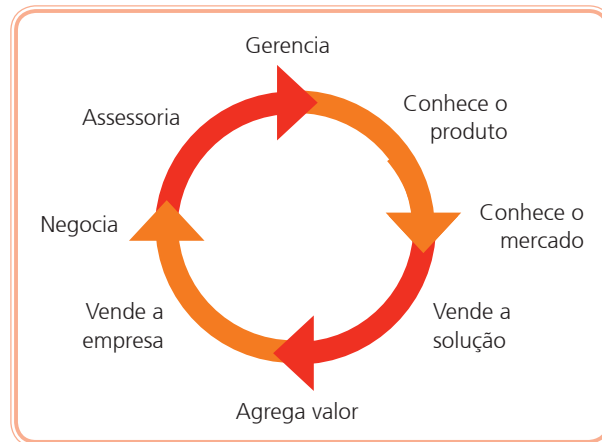 Gerencia
Conhece o
produto
Conhece o
mercado
Vende a
solução
Agrega valor
Vende a
empresa
Negocia
Assessoria